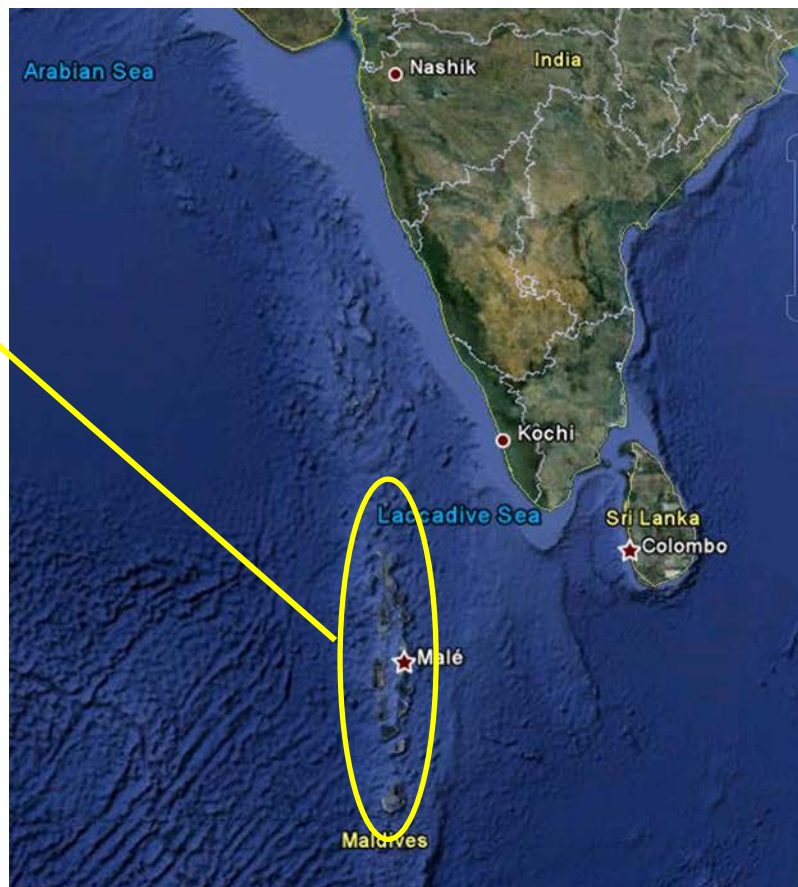 Arabian Sea
Nashik
India
Kochi
Laccadive Sea
Sri Lanka
Colombo
Malé
Maldives